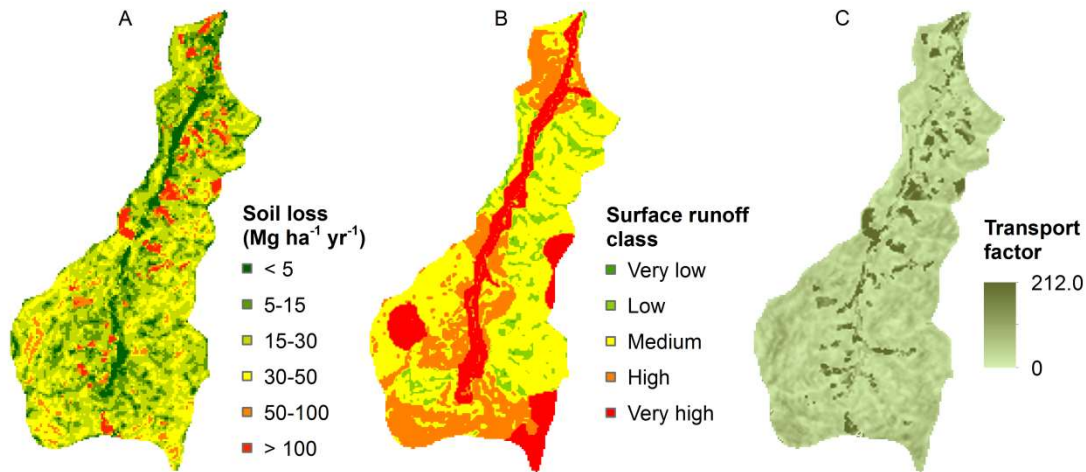 A
B
C
Soil loss
(Mg ha⁻¹ yr⁻¹)
< 5
5-15
15-30
30-50
50-100
> 100
Surface runoff
class
Very low
Low
Medium
High
Very high
Transport
factor
212.0
0